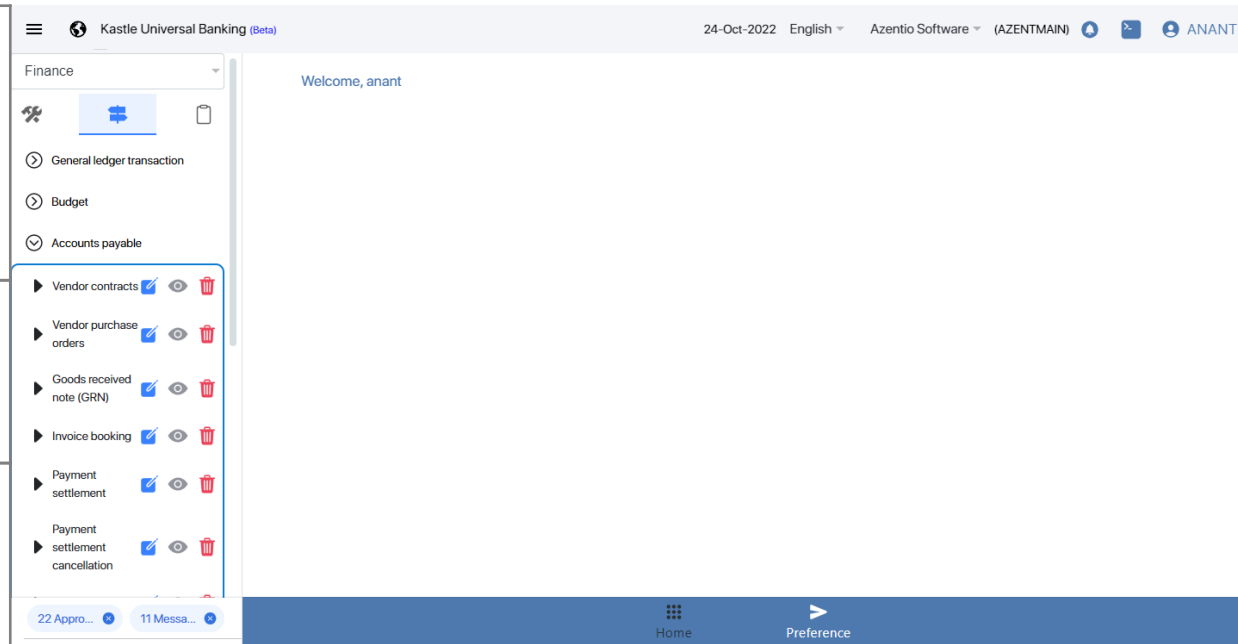 Kastle Universal Banking (Beta)
24-Oct-2022 English Azentio Software (AZENTMAIN) ANANT
Finance
Welcome, anant
General ledger transaction
Budget
Accounts payable
Vendor contracts
Vendor purchase
orders
Goods received
note (GRN)
Invoice booking
Payment
settlement
Payment
settlement
cancellation
22 Appro... 11 Messa...
Home Preference